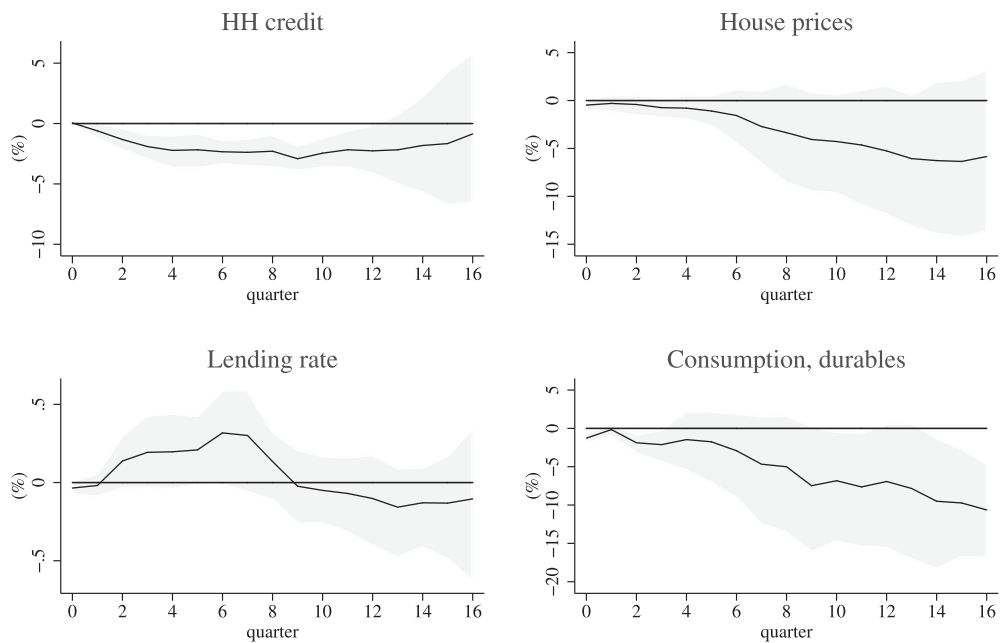 HH credit
5
0
(%)
−5
−10
0 2 4 6 8 10 12 14 16
quarter
House prices
5
0
(%)
−5
−10
−15
0 2 4 6 8 10 12 14 16
quarter
Lending rate
.5
0
(%)
−.5
0 2 4 6 8 10 12 14 16
quarter
Consumption, durables
5
0
(%)
−5
−10
−15
−20
0 2 4 6 8 10 12 14 16
quarter